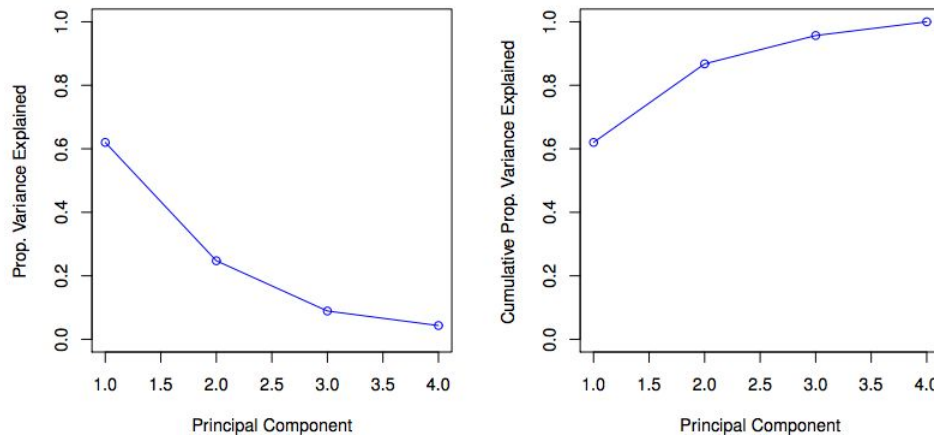 Prop. Variance Explained
1.0
0.8
0.6
0.4
0.2
0.0
1.0 1.5 2.0 2.5 3.0 3.5 4.0
Principal Component
Cumulative Prop. Variance Explained
1.0
0.8
0.6
0.4
0.2
0.0
1.0 1.5 2.0 2.5 3.0 3.5 4.0
Principal Component